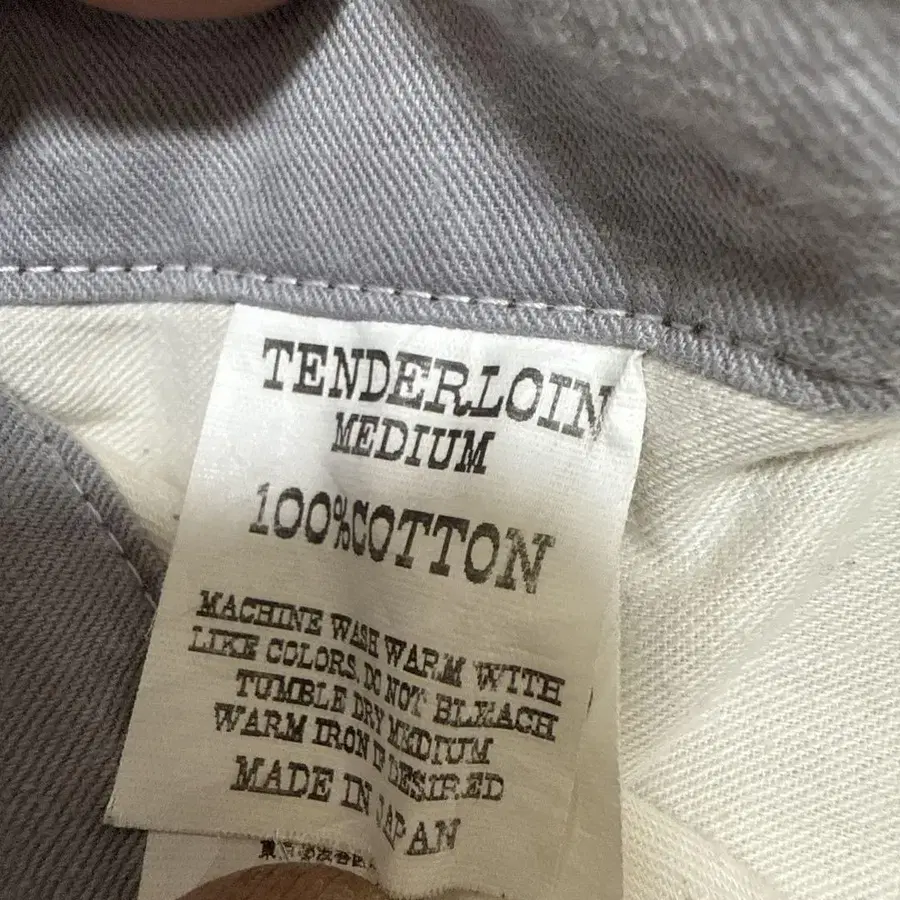 TENDERLOIN
MEDIUM
100%COTTON
MACHINE WASH WARM WITH
LIKE COLORS, DO NOT BLEACH
TUMBLE DRY MEDIUM
WARM IRON IF DESIRED
MADE IN JAPAN